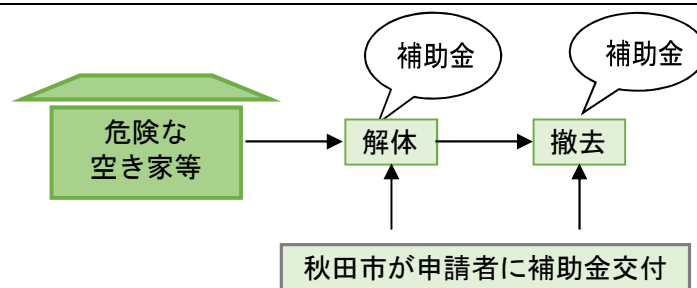 補助金
補助金
危険な
空き家等
解体
撤去
秋田市が申請者に補助金交付